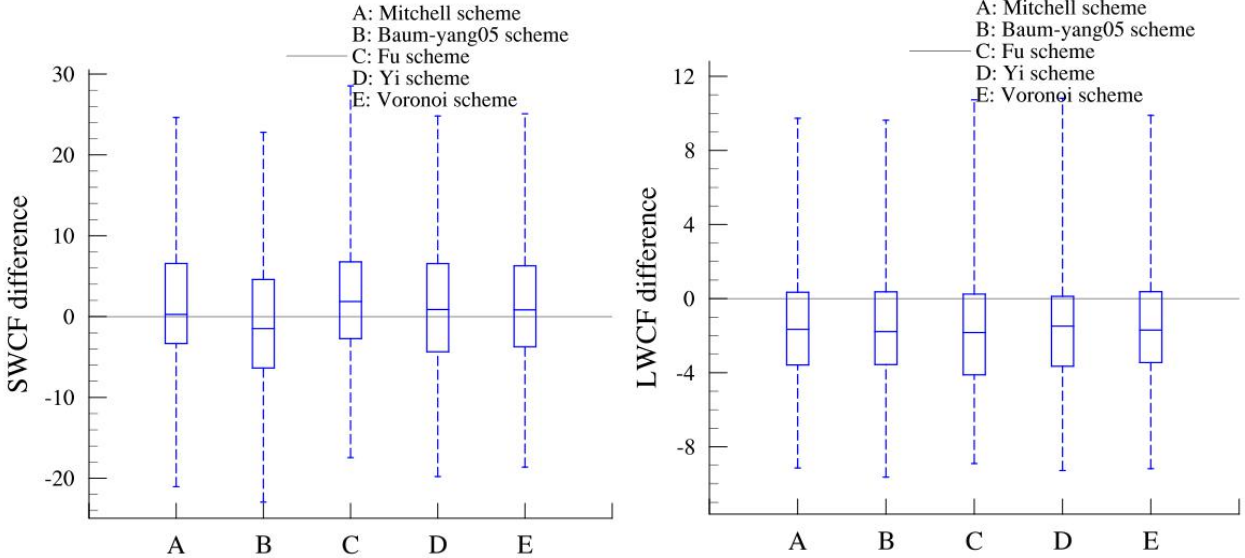 A: Mitchell scheme
B: Baum-yang05 scheme
C: Fu scheme
D: Yi scheme
E: Voronoi scheme
SWCF difference
30
20
10
0
-10
-20
A B C D E
A: Mitchell scheme
B: Baum-yang05 scheme
C: Fu scheme
D: Yi scheme
E: Voronoi scheme
LWCF difference
12
8
4
0
-4
-8
A B C D E